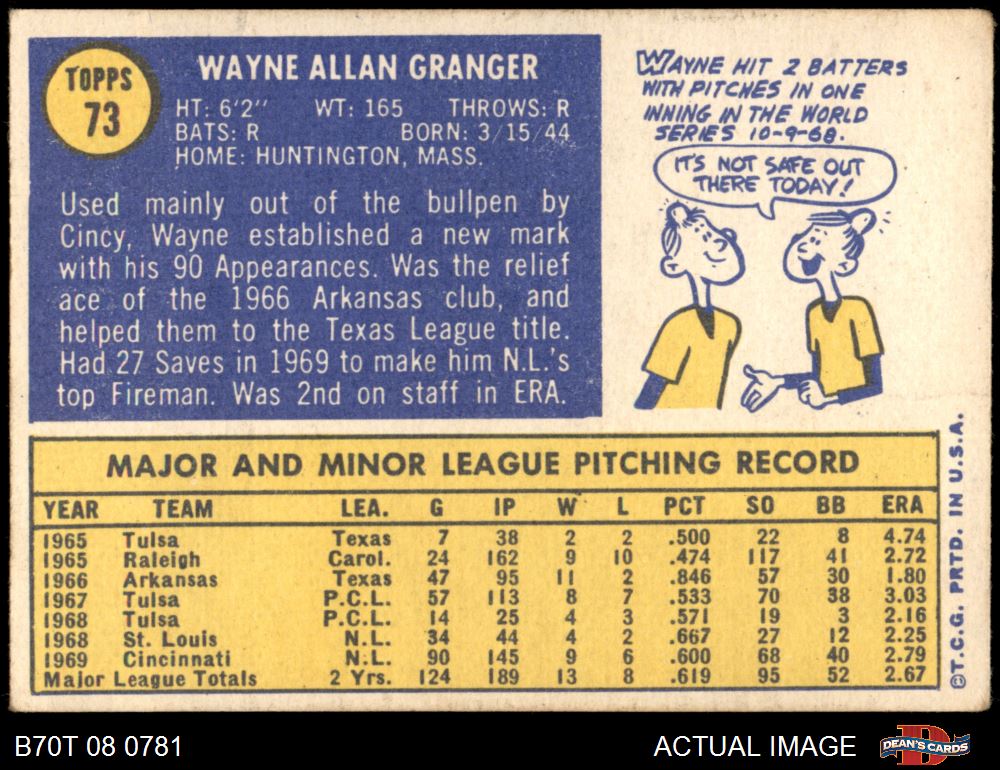 TOPPS
73
WAYNE ALLAN GRANGER
HT: 6'2" WT: 165 THROWS: R
BATS: R BORN: 3/15/44
HOME: HUNTINGTON, MASS.
Used mainly out of the bullpen by
Cincy, Wayne established a new mark
with his 90 Appearances. Was the relief
ace of the 1966 Arkansas club, and
helped them to the Texas League title.
Had 27 Saves in 1969 to make him N.L.'s
top Fireman. Was 2nd on staff in ERA.
WAYNE HIT 2 BATTERS
WITH PITCHES IN ONE
INNING IN THE WORLD
SERIES 10-9-68.
IT'S NOT SAFE OUT
THERE TODAY!
MAJOR AND MINOR LEAGUE PITCHING RECORD
YEAR TEAM LEA. G IP W L PCT SO BB ERA
1965 Tulsa Texas 7 38 2 2 .500 22 8 4.74
1965 Raleigh Carol. 24 162 9 10 .474 117 41 2.72
1966 Arkansas Texas 47 95 11 2 .846 57 30 1.80
1967 Tulsa P.C.L. 57 113 8 7 .533 70 38 3.03
1968 Tulsa P.C.L. 14 25 4 3 .571 19 3 2.16
1968 St. Louis N.L. 34 44 4 2 .667 27 12 2.25
1969 Cincinnati N.L. 90 145 9 6 .600 68 40 2.79
Major League Totals 2 Yrs. 124 189 13 8 .619 95 52 2.67
©T.C.G. PRTD. IN U.S.A.
B70T 08 0781
ACTUAL IMAGE
D
DEAN'S CARDS